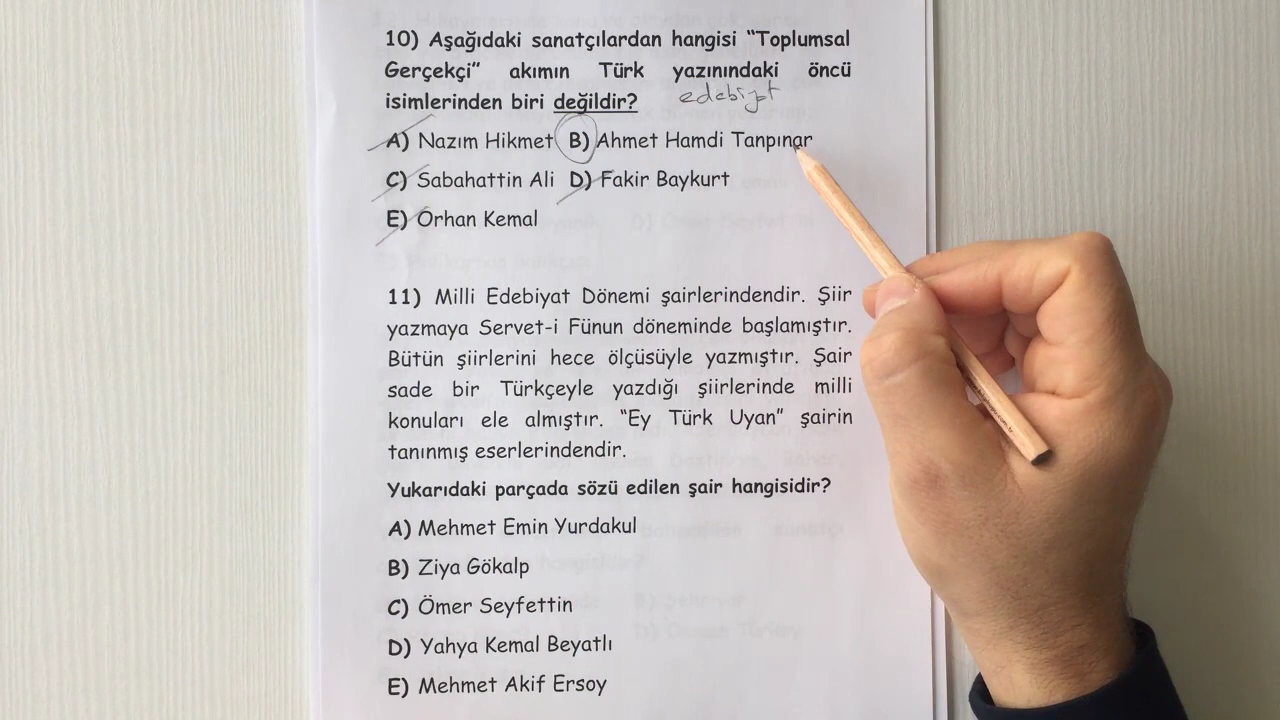 10) Aşağıdaki sanatçılardan hangisi “Toplumsal
Gerçekçi” akımın Türk yazınındaki öncü
isimlerinden biri değildir?
edebiyat
A) Nazım Hikmet B) Ahmet Hamdi Tanpınar
C) Sabahattin Ali D) Fakir Baykurt
E) Orhan Kemal
11) Milli Edebiyat Dönemi şairlerindendir. Şiir
yazmaya Servet-i Fünun döneminde başlamıştır.
Bütün şiirlerini hece ölçüsüyle yazmıştır. Şair
sade bir Türkçeyle yazdığı şiirlerinde milli
konuları ele almıştır. “Ey Türk Uyan” şairin
tanınmış eserlerindendir.
Yukarıdaki parçada sözü edilen şair hangisidir?
A) Mehmet Emin Yurdakul
B) Ziya Gökalp
C) Ömer Seyfettin
D) Yahya Kemal Beyatlı
E) Mehmet Akif Ersoy